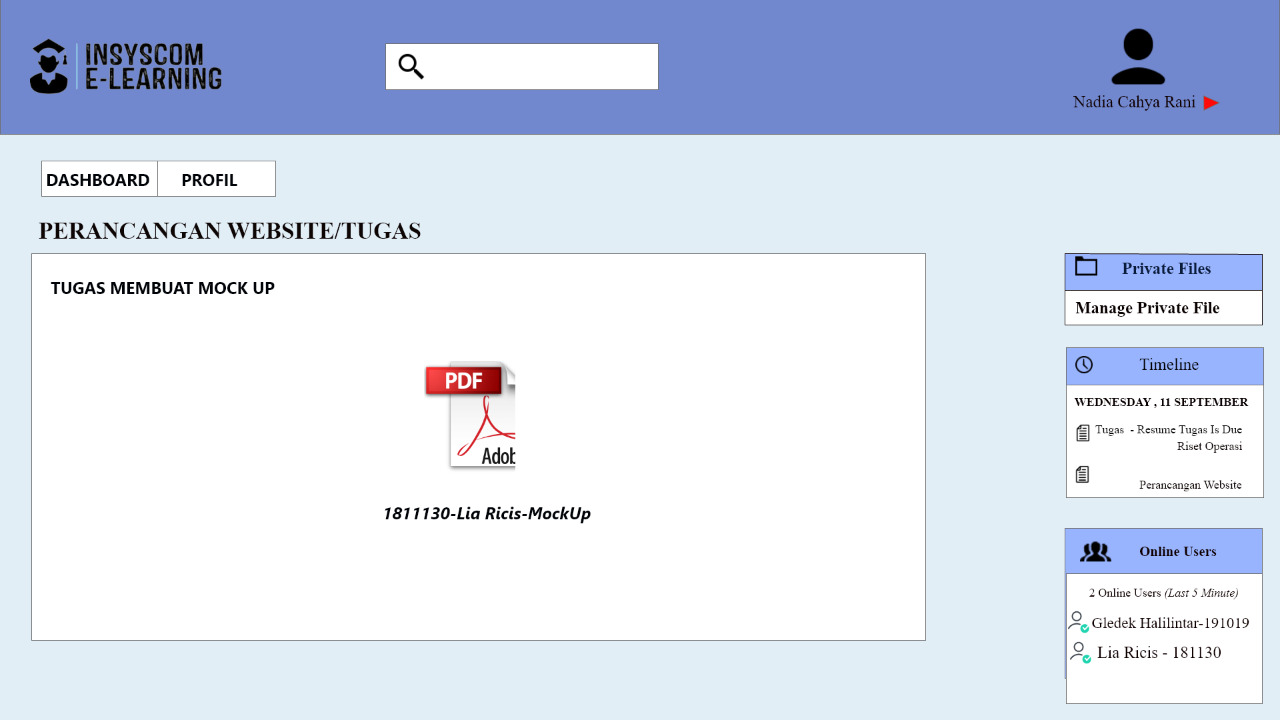 INSYSCOM
E-LEARNING
Nadia Cahya Rani
DASHBOARD
PROFIL
PERANCANGAN WEBSITE/TUGAS
TUGAS MEMBUAT MOCK UP
PDF
Adob
1811130-Lia Ricis-MockUp
Private Files
Manage Private File
Timeline
WEDNESDAY , 11 SEPTEMBER
Tugas - Resume Tugas Is Due
Riset Operasi
Perancangan Website
Online Users
2 Online Users (Last 5 Minute)
Gledek Halilintar-191019
Lia Ricis - 181130